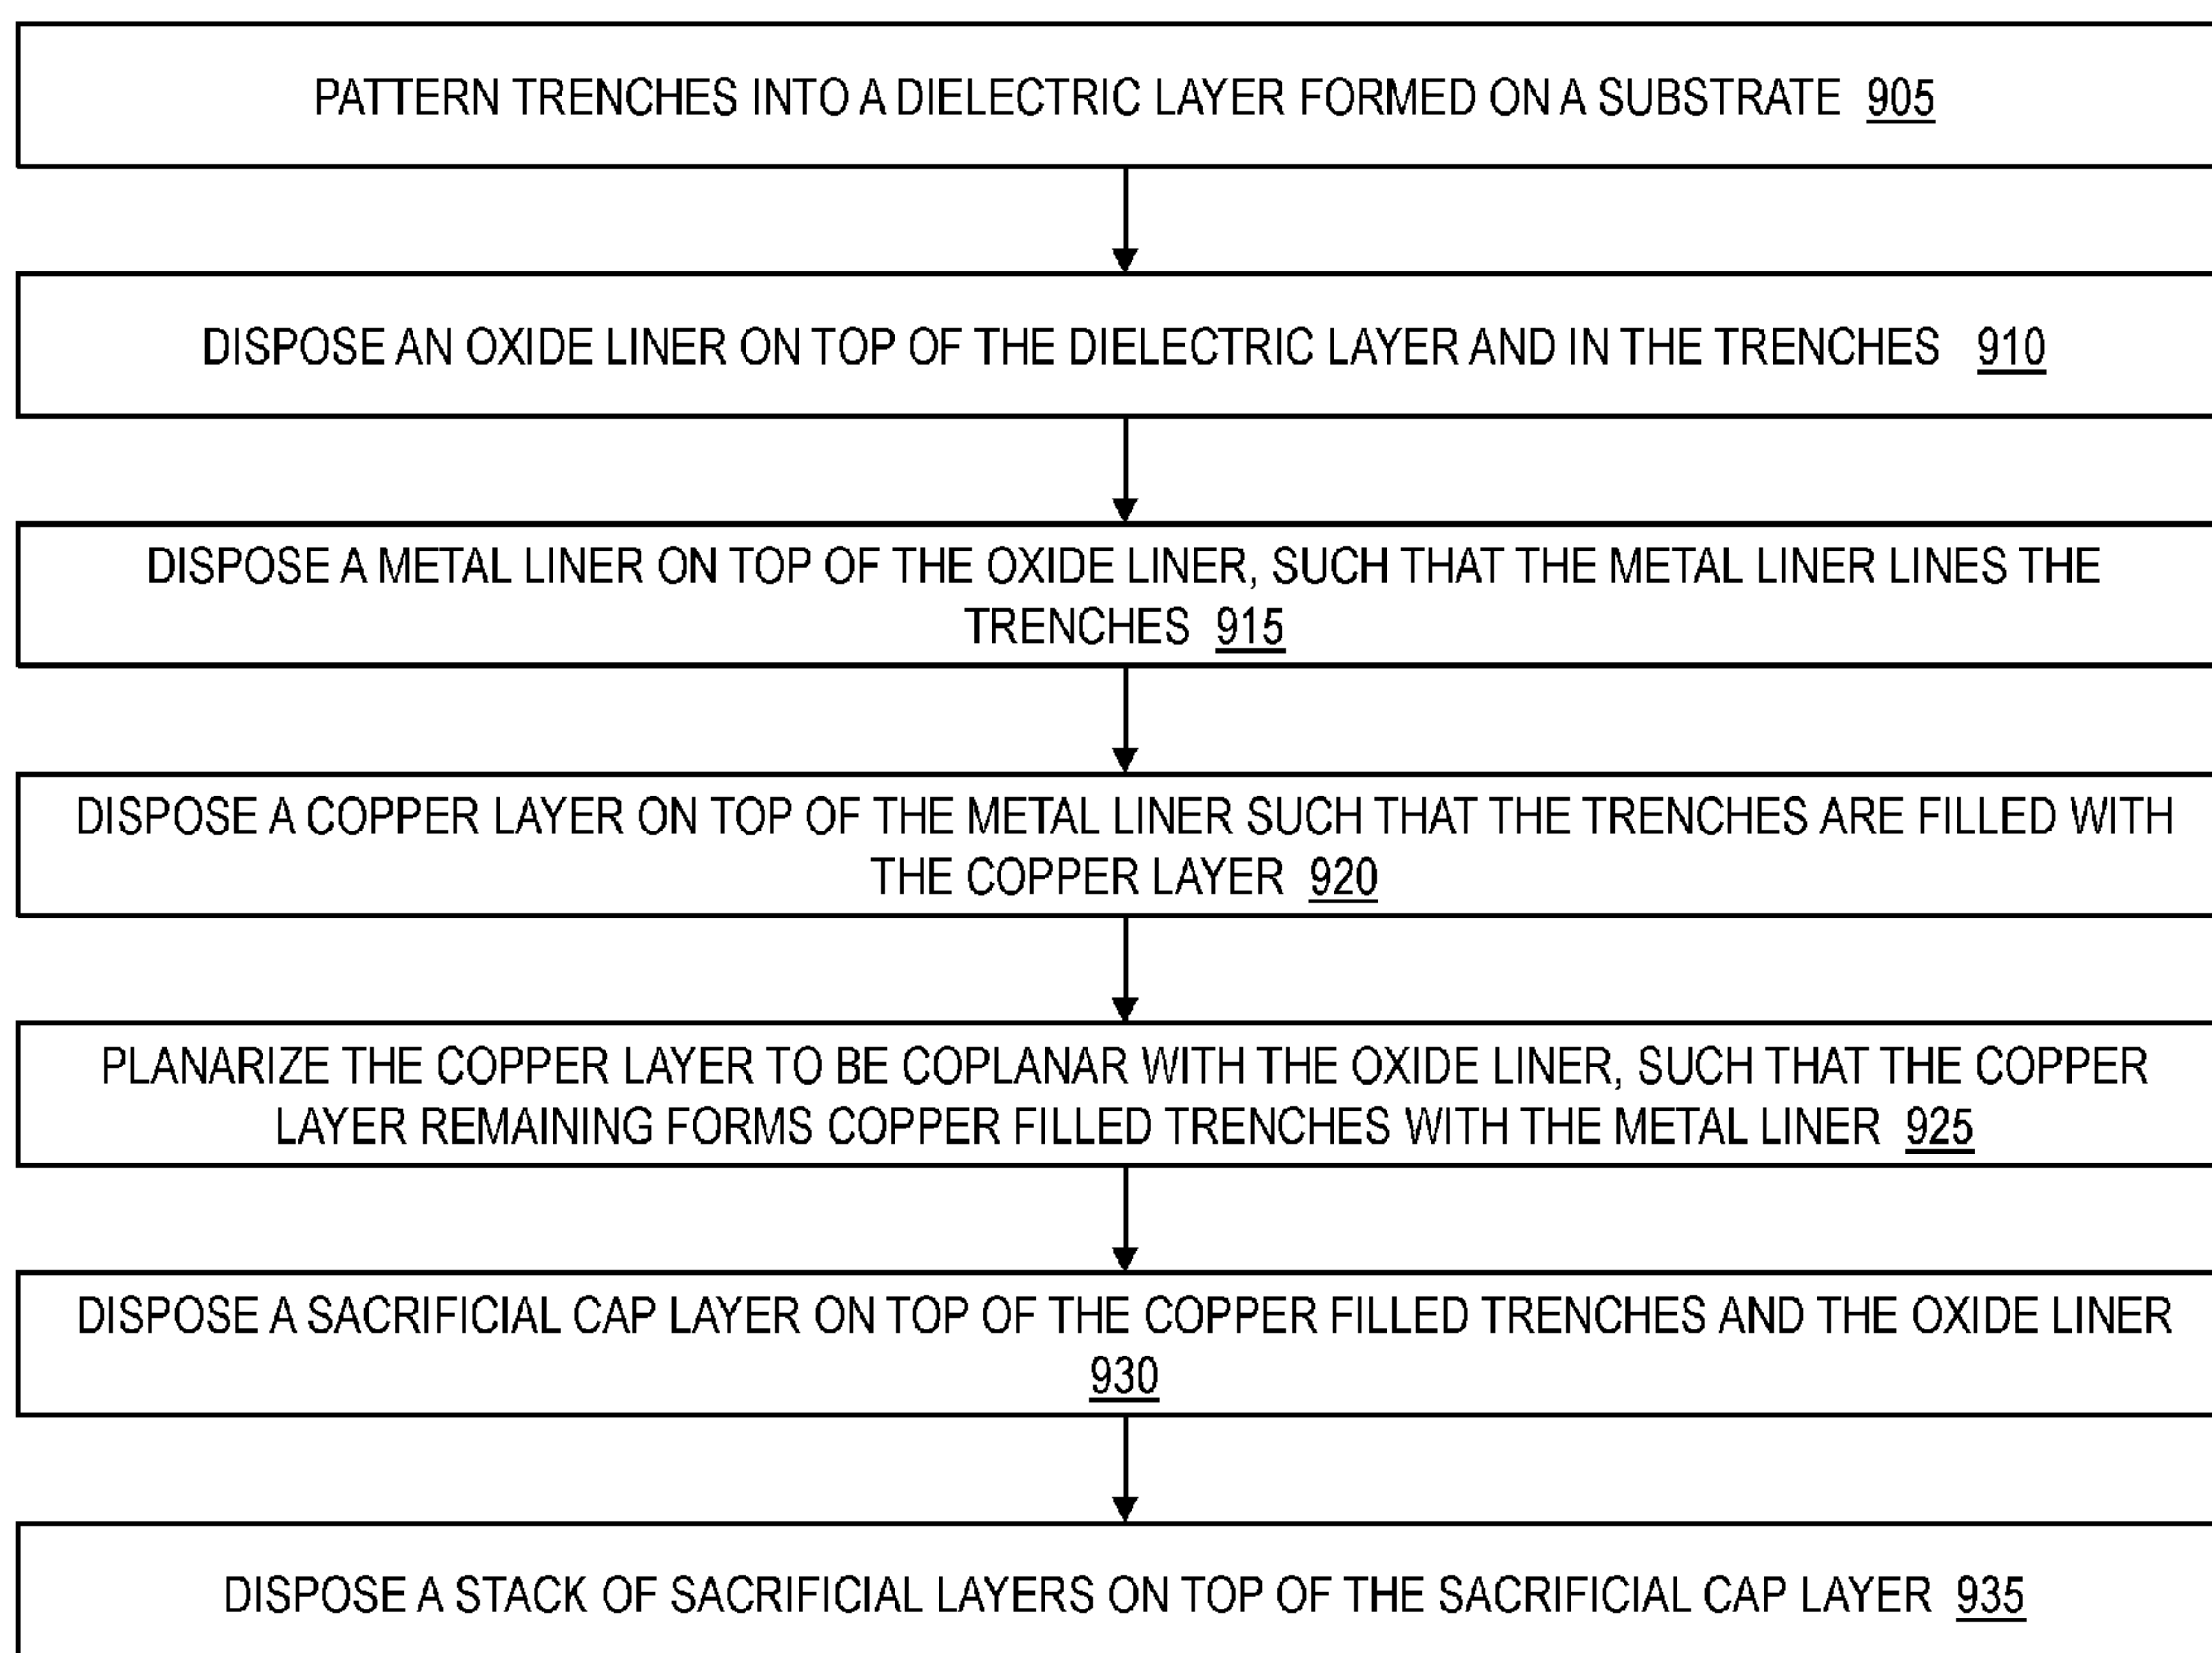 PATTERN TRENCHES INTO A DIELECTRIC LAYER FORMED ON A SUBSTRATE 905
DISPOSE AN OXIDE LINER ON TOP OF THE DIELECTRIC LAYER AND IN THE TRENCHES 910
DISPOSE A METAL LINER ON TOP OF THE OXIDE LINER, SUCH THAT THE METAL LINER LINES THE
TRENCHES 915
DISPOSE A COPPER LAYER ON TOP OF THE METAL LINER SUCH THAT THE TRENCHES ARE FILLED WITH
THE COPPER LAYER 920
PLANARIZE THE COPPER LAYER TO BE COPLANAR WITH THE OXIDE LINER, SUCH THAT THE COPPER
LAYER REMAINING FORMS COPPER FILLED TRENCHES WITH THE METAL LINER 925
DISPOSE A SACRIFICIAL CAP LAYER ON TOP OF THE COPPER FILLED TRENCHES AND THE OXIDE LINER
930
DISPOSE A STACK OF SACRIFICIAL LAYERS ON TOP OF THE SACRIFICIAL CAP LAYER 935